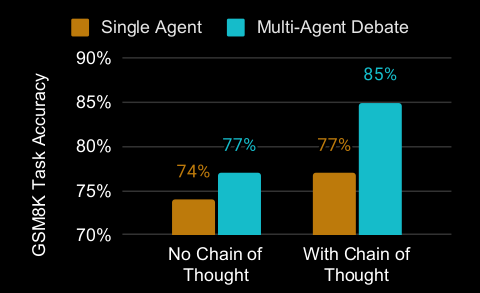 Single Agent
Multi-Agent Debate
GSM8K Task Accuracy
90%
85%
80%
75%
70%
74%
77%
77%
85%
No Chain of
Thought
With Chain of
Thought